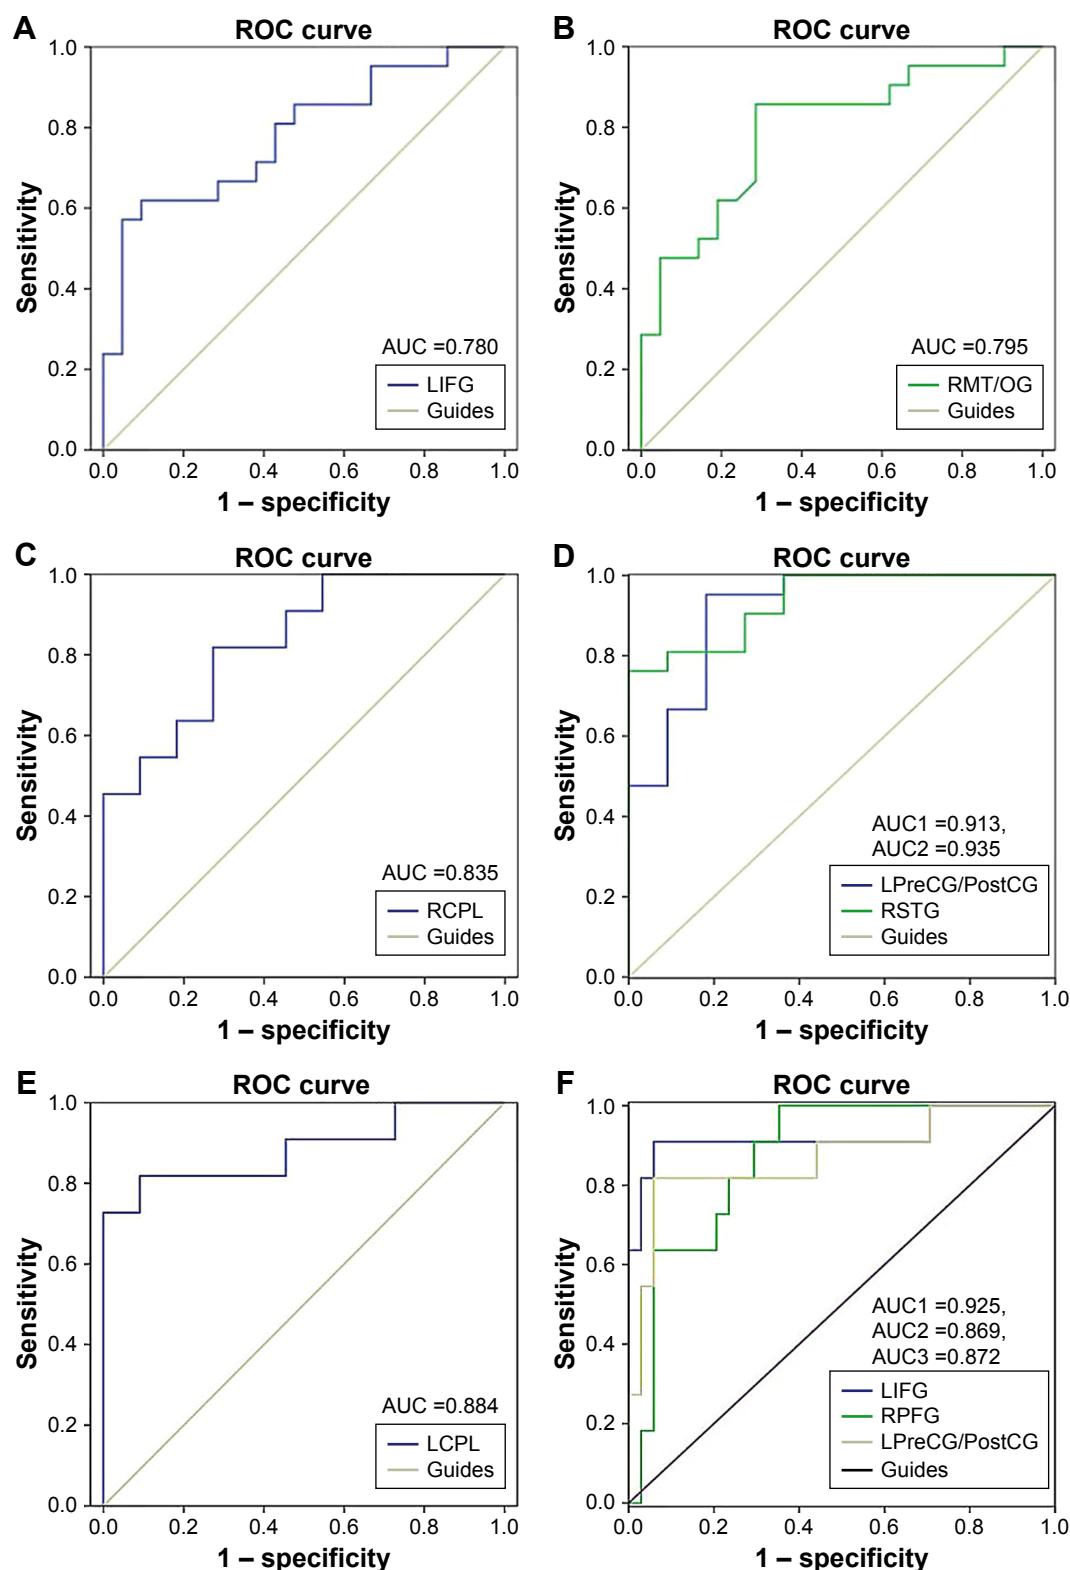 A
ROC curve
1.0
0.8
0.6
0.4
0.2
0.0
Sensitivity
AUC =0.780
LIFG
Guides
0.0 0.2 0.4 0.6 0.8 1.0
1 – specificity
B
ROC curve
1.0
0.8
0.6
0.4
0.2
0.0
Sensitivity
AUC =0.795
RMT/OG
Guides
0.0 0.2 0.4 0.6 0.8 1.0
1 – specificity
C
ROC curve
1.0
0.8
0.6
0.4
0.2
0.0
Sensitivity
AUC =0.835
RCPL
Guides
0.0 0.2 0.4 0.6 0.8 1.0
1 – specificity
D
ROC curve
1.0
0.8
0.6
0.4
0.2
0.0
Sensitivity
AUC1 =0.913,
AUC2 =0.935
LPreCG/PostCG
RSTG
Guides
0.0 0.2 0.4 0.6 0.8 1.0
1 – specificity
E
ROC curve
1.0
0.8
0.6
0.4
0.2
0.0
Sensitivity
AUC =0.884
LCPL
Guides
0.0 0.2 0.4 0.6 0.8 1.0
1 – specificity
F
ROC curve
1.0
0.8
0.6
0.4
0.2
0.0
Sensitivity
AUC1 =0.925,
AUC2 =0.869,
AUC3 =0.872
LIFG
RPFG
LPreCG/PostCG
Guides
0.0 0.2 0.4 0.6 0.8 1.0
1 – specificity